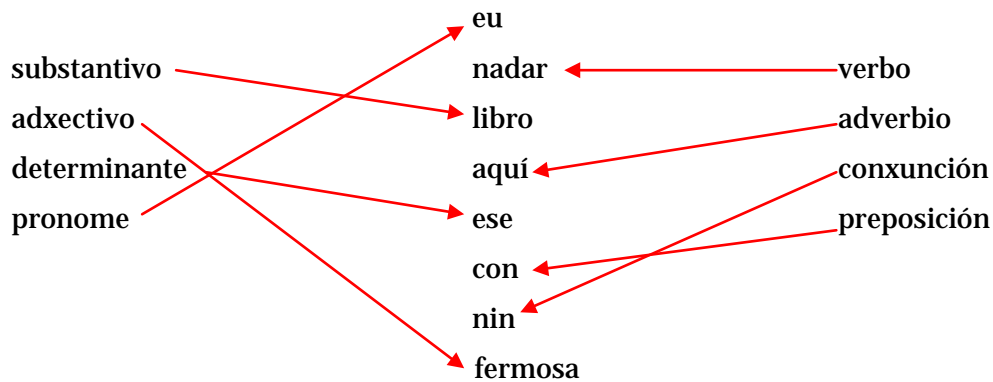 eu
substantivo nadar verbo
adxectivo libro adverbio
determinante aquí conxunción
pronome ese preposición
con
nin
fermosa